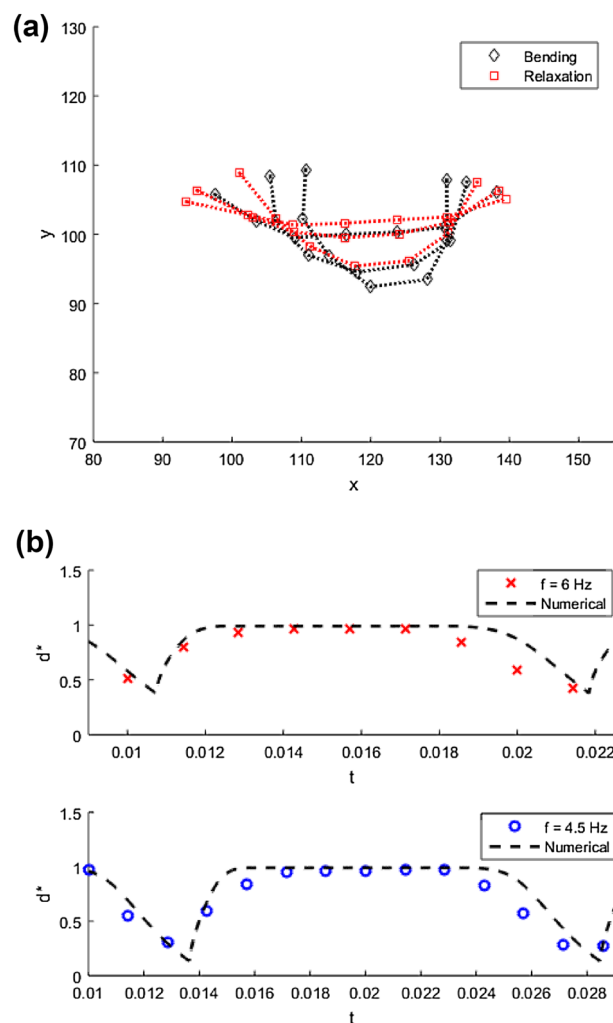 (a)
130
120
110
100
90
80
70
80
90
100
110
120
130
140
150
y
x
Bending
Relaxation
(b)
1.5
1
0.5
0
d*
0.01
0.012
0.014
0.016
0.018
0.02
0.022
t
f = 6 Hz
Numerical
1.5
1
0.5
0
d*
0.01
0.012
0.014
0.016
0.018
0.02
0.022
0.024
0.026
0.028
t
f = 4.5 Hz
Numerical